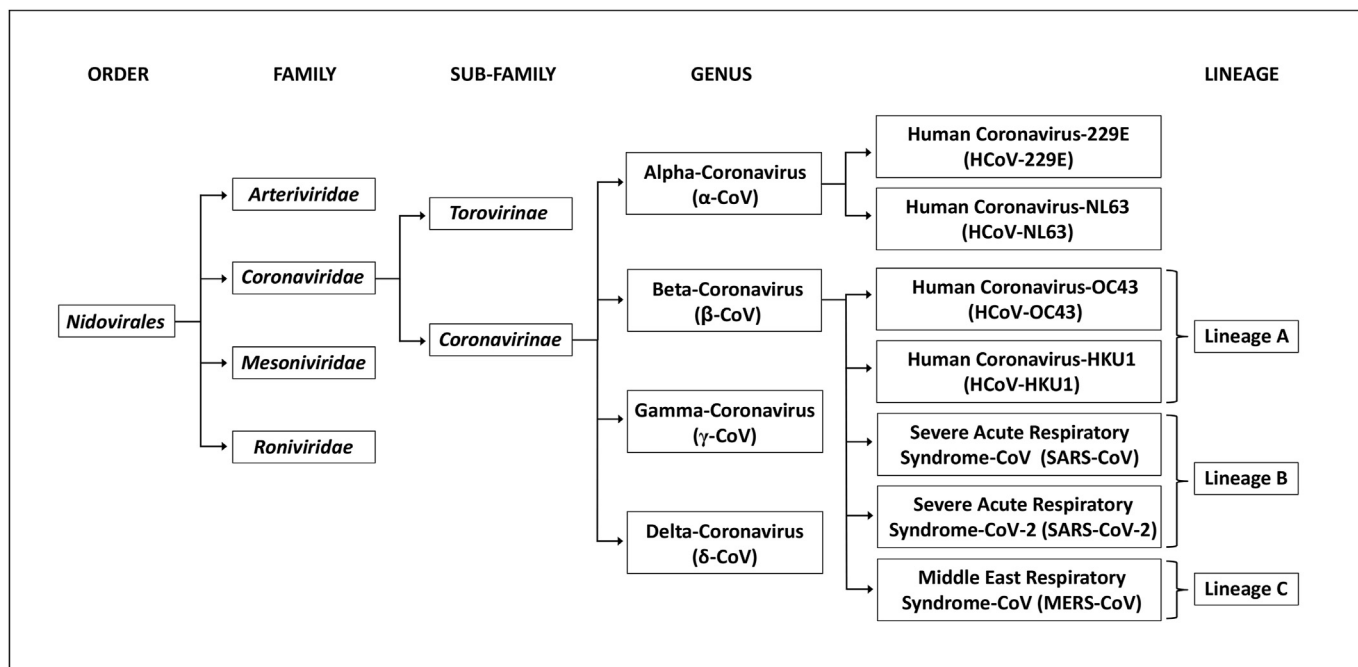 ORDER
FAMILY
SUB-FAMILY
GENUS
LINEAGE
Nidovirales
Arteriviridae
Coronaviridae
Mesoniviridae
Roniviridae
Torovirinae
Coronavirinae
Alpha-Coronavirus
(α-CoV)
Beta-Coronavirus
(β-CoV)
Gamma-Coronavirus
(γ-CoV)
Delta-Coronavirus
(δ-CoV)
Human Coronavirus-229E
(HCoV-229E)
Human Coronavirus-NL63
(HCoV-NL63)
Human Coronavirus-OC43
(HCoV-OC43)
Human Coronavirus-HKU1
(HCoV-HKU1)
Severe Acute Respiratory
Syndrome-CoV (SARS-CoV)
Severe Acute Respiratory
Syndrome-CoV-2 (SARS-CoV-2)
Middle East Respiratory
Syndrome-CoV (MERS-CoV)
Lineage A
Lineage B
Lineage C